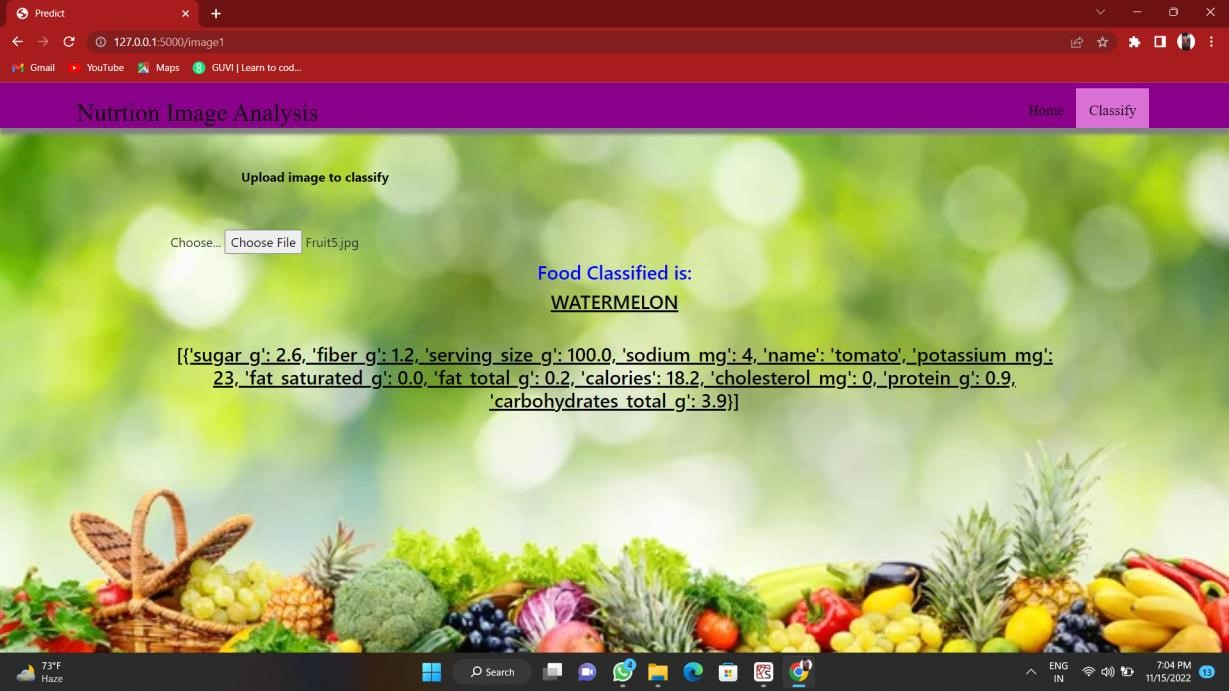 Predict
127.0.0.1:5000/image1
Gmail YouTube Maps GUVI | Learn to cod...
Nutrtion Image Analysis Home Classify
Upload image to classify
Choose... Choose File Fruit5.jpg
Food Classified is:
WATERMELON
[{'sugar_g': 2.6, 'fiber_g': 1.2, 'serving_size_g': 100.0, 'sodium_mg': 4, 'name': 'tomato', 'potassium_mg':
23, 'fat_saturated_g': 0.0, 'fat_total_g': 0.2, 'calories': 18.2, 'cholesterol_mg': 0, 'protein_g': 0.9,
'carbohydrates_total_g': 3.9}]
73°F
Haze
Search
4
ENG
IN
7:04 PM
11/15/2022
13